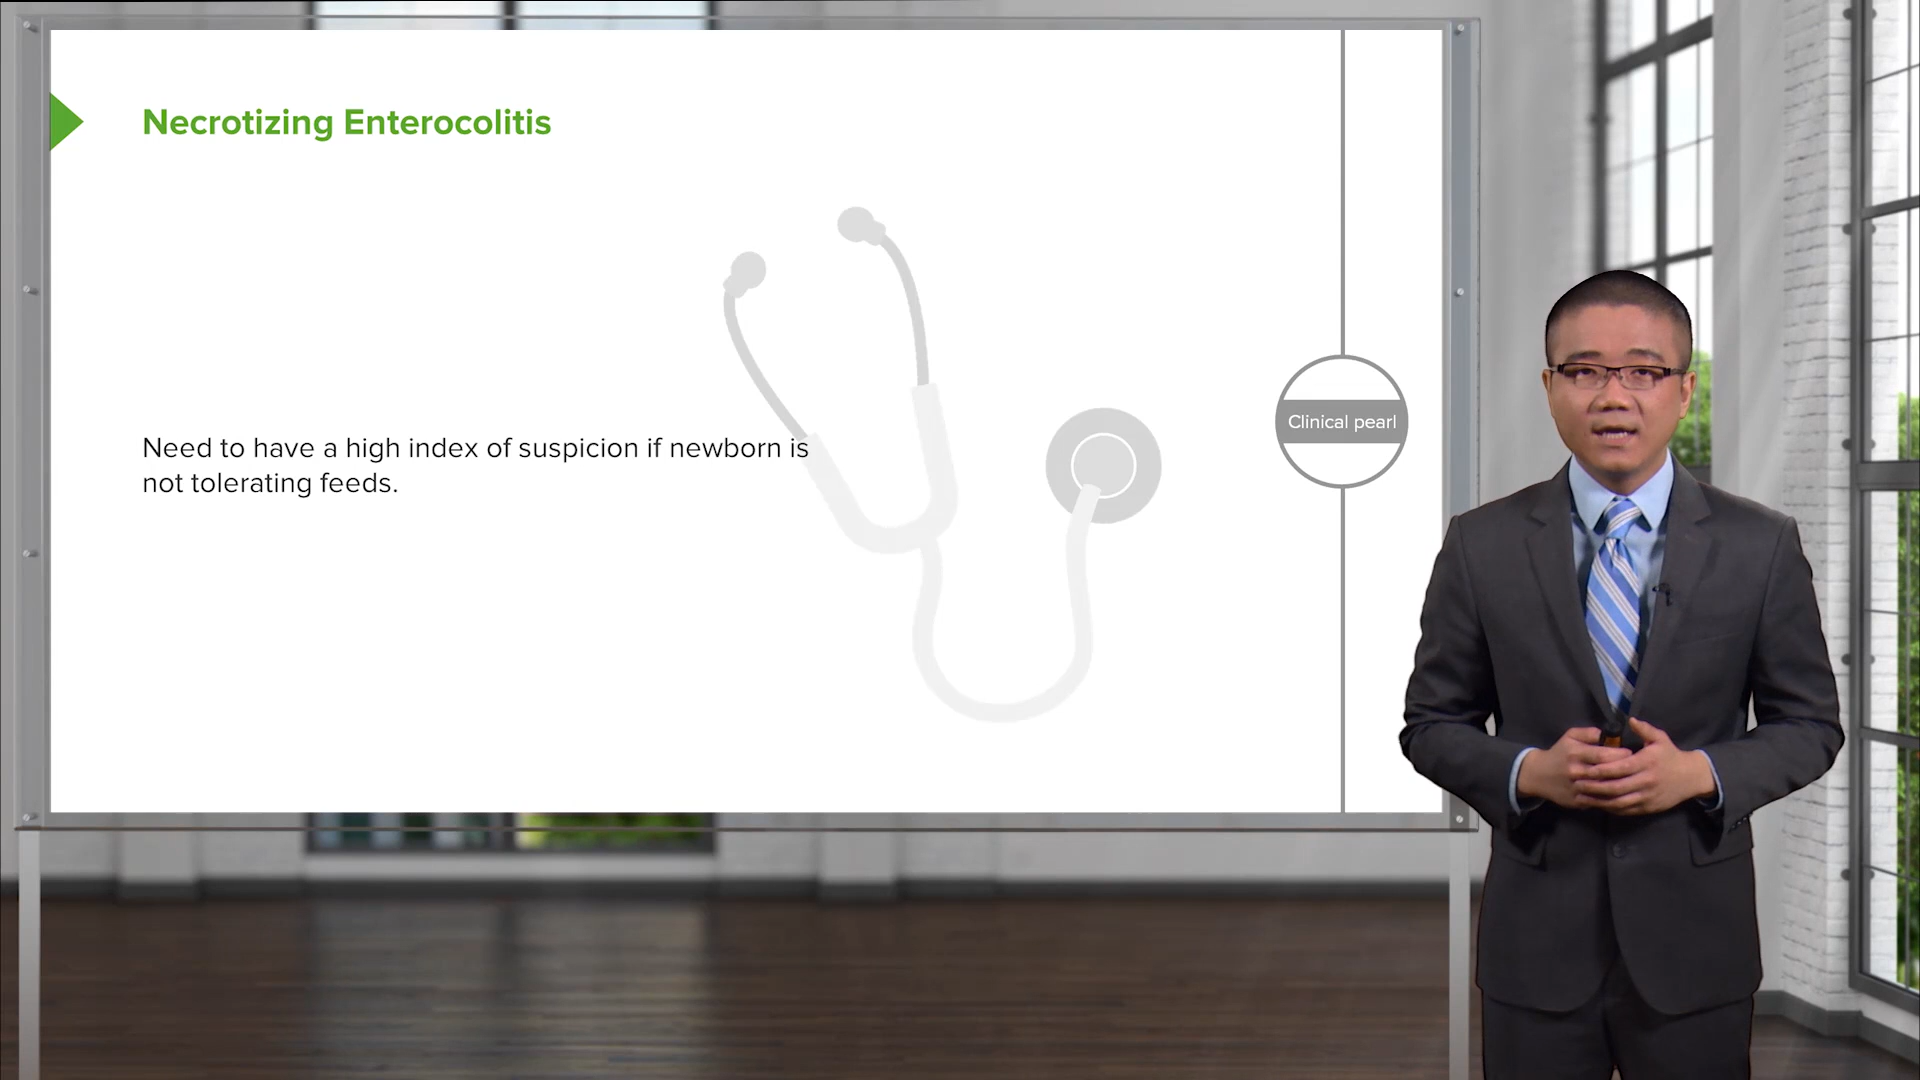 Necrotizing Enterocolitis
Need to have a high index of suspicion if newborn is
not tolerating feeds.
Clinical pearl